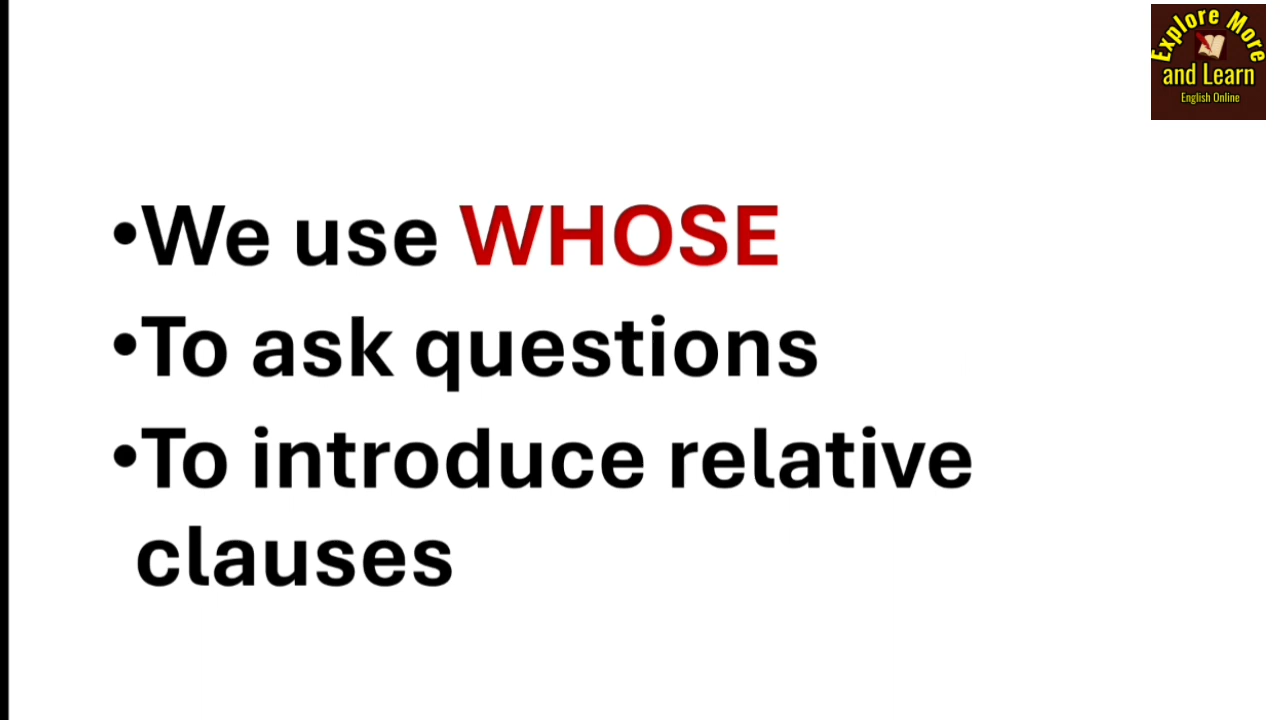 Explore More
and Learn
English Online
•We use WHOSE
•To ask questions
•To introduce relative
clauses